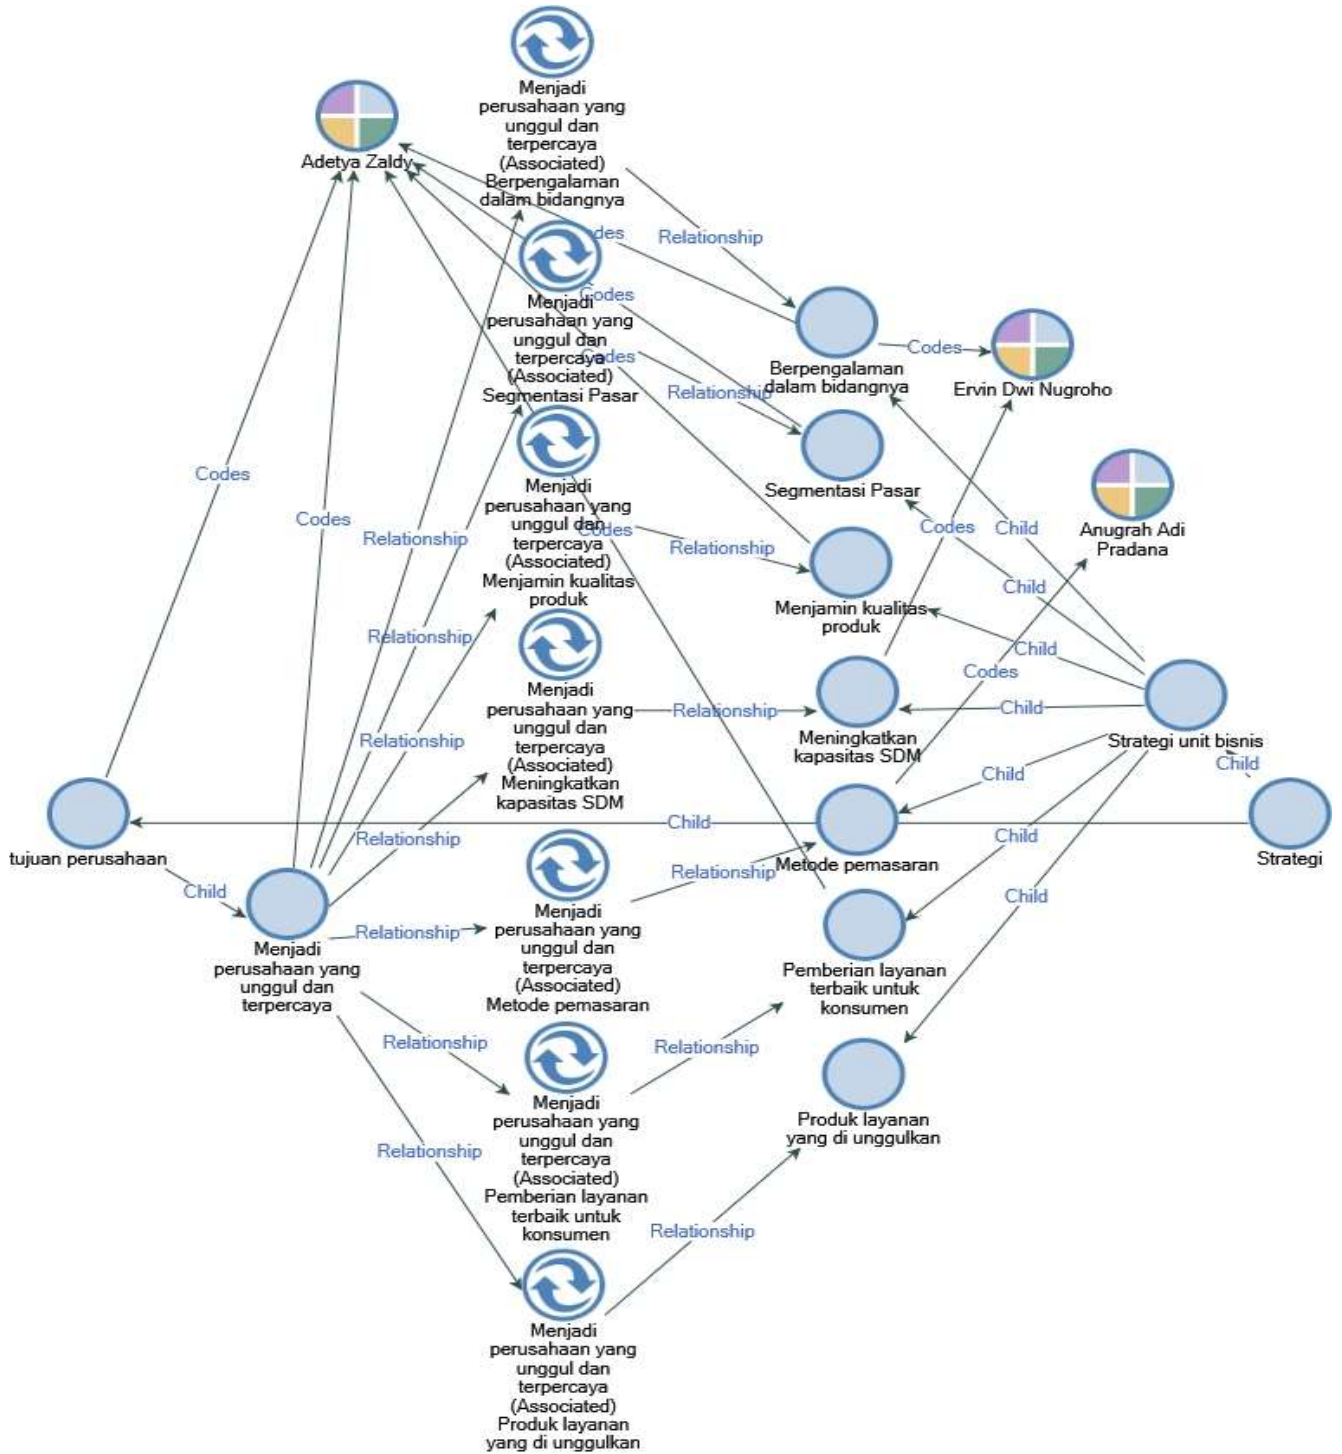 Menjadi
perusahaan yang
unggul dan
terpercaya
(Associated)
Berpengalaman
dalam bidangnya
Adetya Zaldy
Relationship
Codes
Menjadi
perusahaan yang
unggul dan
terpercaya
(Associated)
Segmentasi Pasar
Codes
Codes
Relationship
Berpengalaman
dalam bidangnya
Codes
Ervin Dwi Nugroho
Segmentasi Pasar
Menjadi
perusahaan yang
unggul dan
terpercaya
(Associated)
Menjamin kualitas
produk
Codes
Relationship
Menjamin kualitas
produk
Codes
Child
Anugrah Adi
Pradana
Codes
Codes
Relationship
Relationship
Relationship
Relationship
Child
Child
Codes
Child
Menjadi
perusahaan yang
unggul dan
terpercaya
(Associated)
Meningkatkan
kapasitas SDM
Relationship
Meningkatkan
kapasitas SDM
Strategi unit bisnis
Child
Child
Strategi
tujuan perusahaan
Child
Child
Metode pemasaran
Relationship
Child
Menjadi
perusahaan yang
unggul dan
terpercaya
Relationship
Menjadi
perusahaan yang
unggul dan
terpercaya
(Associated)
Metode pemasaran
Child
Pemberian layanan
terbaik untuk
konsumen
Relationship
Relationship
Menjadi
perusahaan yang
unggul dan
terpercaya
(Associated)
Pemberian layanan
terbaik untuk
konsumen
Produk layanan
yang di unggulkan
Relationship
Relationship
Menjadi
perusahaan yang
unggul dan
terpercaya
(Associated)
Produk layanan
yang di unggulkan